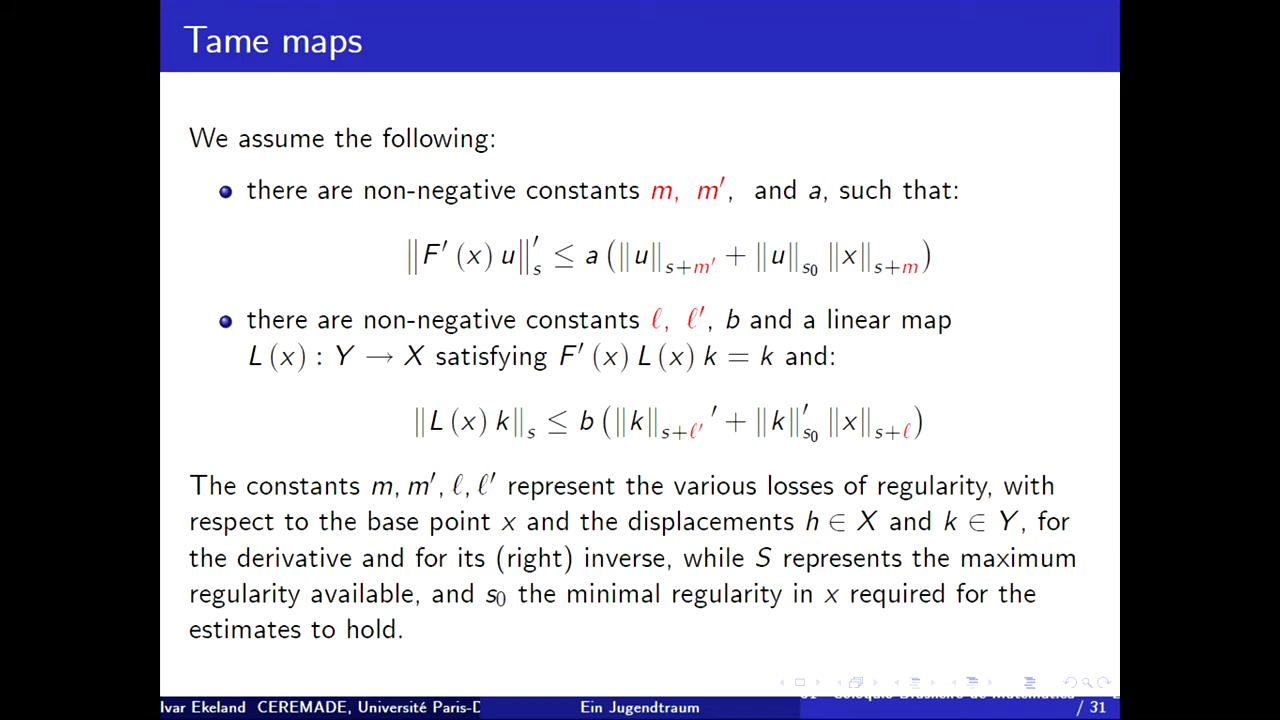 Tame maps
We assume the following:
there are non-negative constants m, m′, and a, such that:
‖F′ (x) u‖′ₛ ≤ a (‖u‖_{s+m′} + ‖u‖_{s₀} ‖x‖_{s+m})
there are non-negative constants ℓ, ℓ′, b and a linear map
L (x) : Y → X satisfying F′ (x) L (x) k = k and:
‖L (x) k‖ₛ ≤ b (‖k‖_{s+ℓ′}′ + ‖k‖′_{s₀} ‖x‖_{s+ℓ})
The constants m, m′, ℓ, ℓ′ represent the various losses of regularity, with
respect to the base point x and the displacements h ∈ X and k ∈ Y, for
the derivative and for its (right) inverse, while S represents the maximum
regularity available, and s₀ the minimal regularity in x required for the
estimates to hold.
Ivar Ekeland CEREMADE, Université Paris-D
Ein Jugendtraum
/ 31